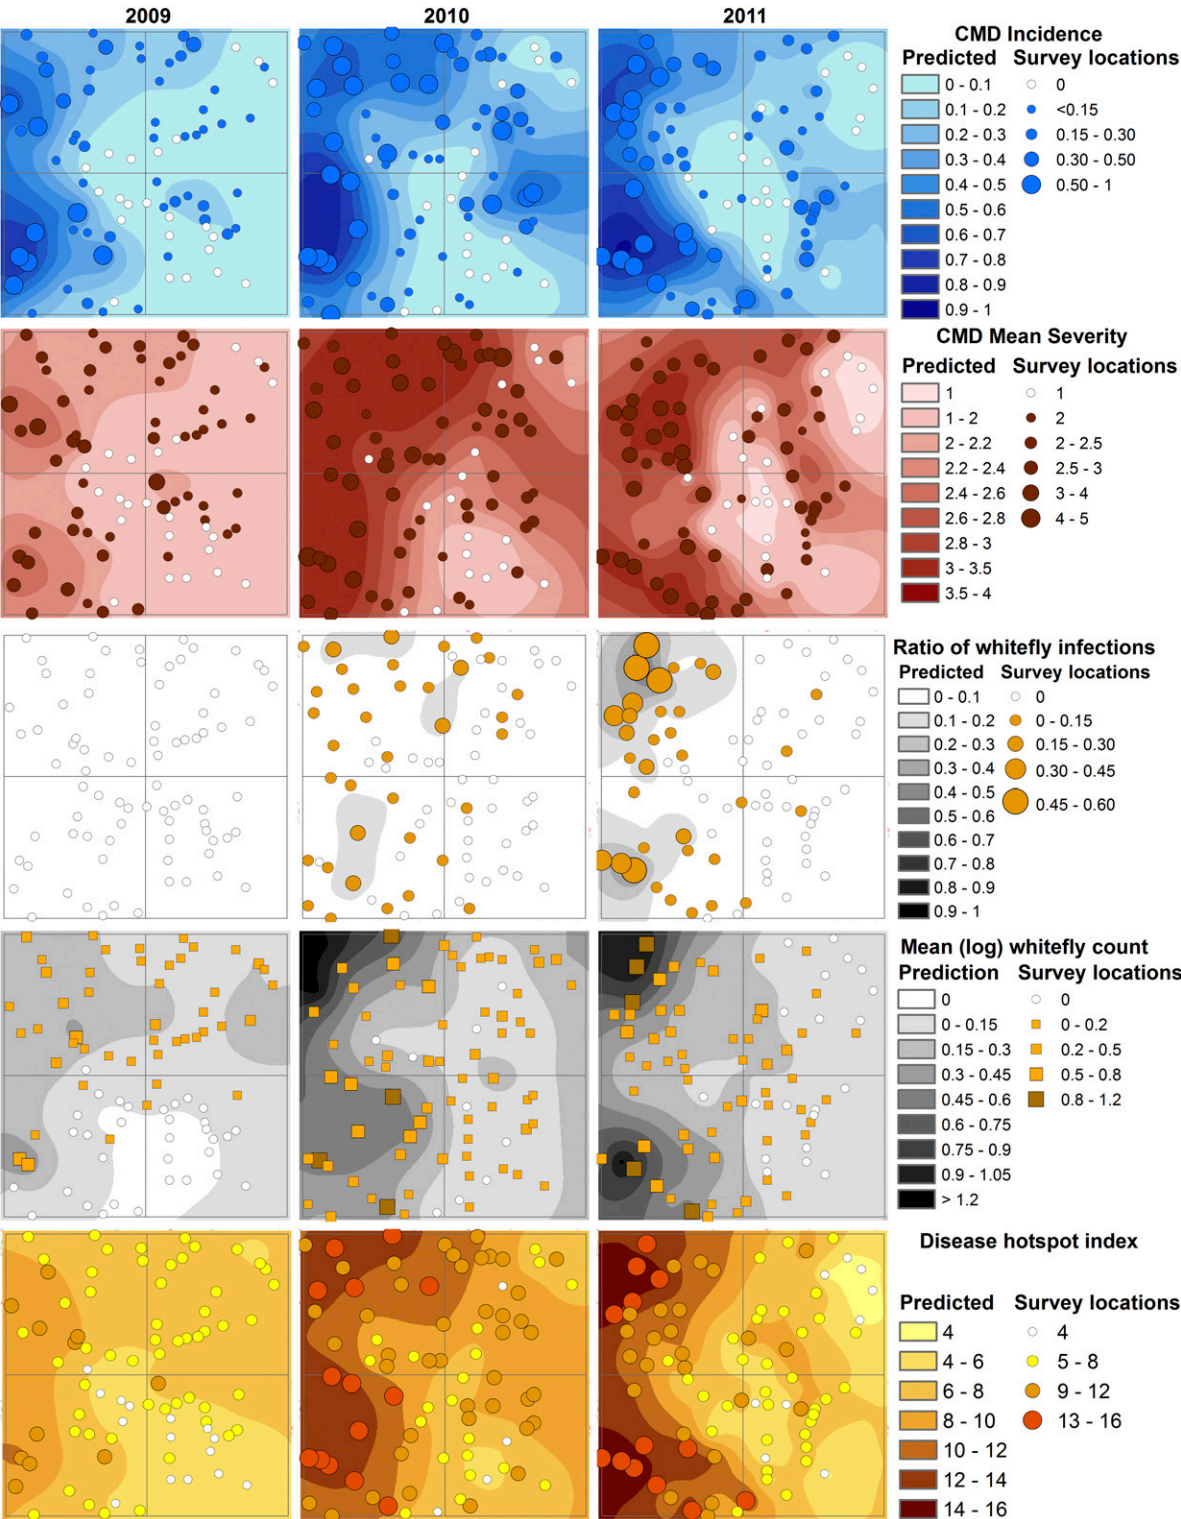 2009 2010 2011
CMD Incidence
Predicted Survey locations
0 - 0.1 0
0.1 - 0.2 <0.15
0.2 - 0.3 0.15 - 0.30
0.3 - 0.4 0.30 - 0.50
0.4 - 0.5 0.50 - 1
0.5 - 0.6
0.6 - 0.7
0.7 - 0.8
0.8 - 0.9
0.9 - 1
CMD Mean Severity
Predicted Survey locations
1 1
1 - 2 2
2 - 2.2 2 - 2.5
2.2 - 2.4 2.5 - 3
2.4 - 2.6 3 - 4
2.6 - 2.8 4 - 5
2.8 - 3
3 - 3.5
3.5 - 4
Ratio of whitefly infections
Predicted Survey locations
0 - 0.1 0
0.1 - 0.2 0 - 0.15
0.2 - 0.3 0.15 - 0.30
0.3 - 0.4 0.30 - 0.45
0.4 - 0.5 0.45 - 0.60
0.5 - 0.6
0.6 - 0.7
0.7 - 0.8
0.8 - 0.9
0.9 - 1
Mean (log) whitefly count
Prediction Survey locations
0 0
0 - 0.15 0 - 0.2
0.15 - 0.3 0.2 - 0.5
0.3 - 0.45 0.5 - 0.8
0.45 - 0.6 0.8 - 1.2
0.6 - 0.75
0.75 - 0.9
0.9 - 1.05
> 1.2
Disease hotspot index
Predicted Survey locations
4 4
4 - 6 5 - 8
6 - 8 9 - 12
8 - 10 13 - 16
10 - 12
12 - 14
14 - 16